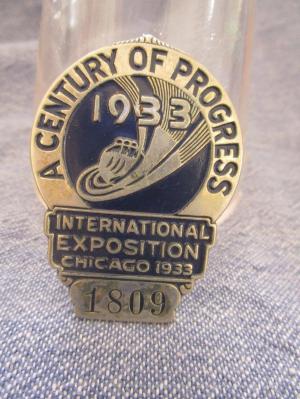 A CENTURY OF PROGRESS
1933
INTERNATIONAL
EXPOSITION
CHICAGO 1933
1809